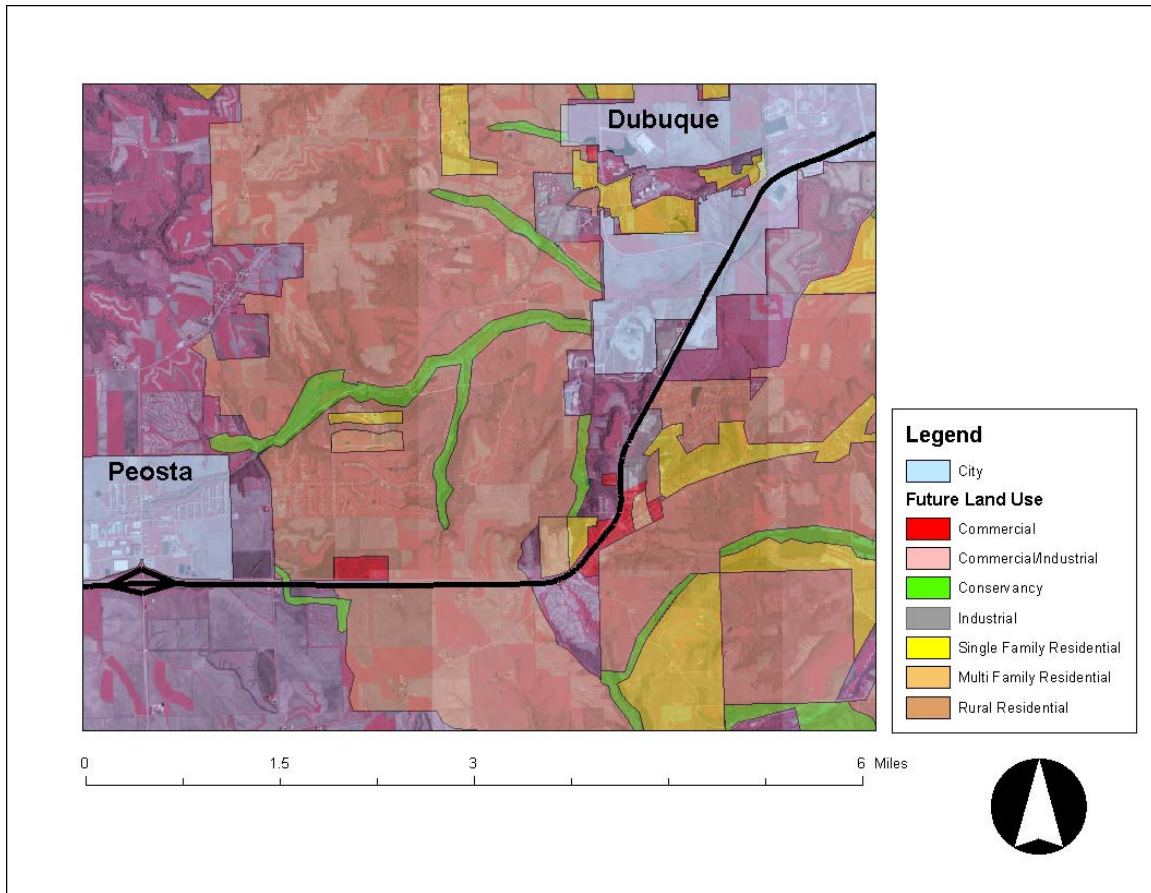 Dubuque
Peosta
Legend
City
Future Land Use
Commercial
Commercial/Industrial
Conservancy
Industrial
Single Family Residential
Multi Family Residential
Rural Residential
0 1.5 3 6 Miles